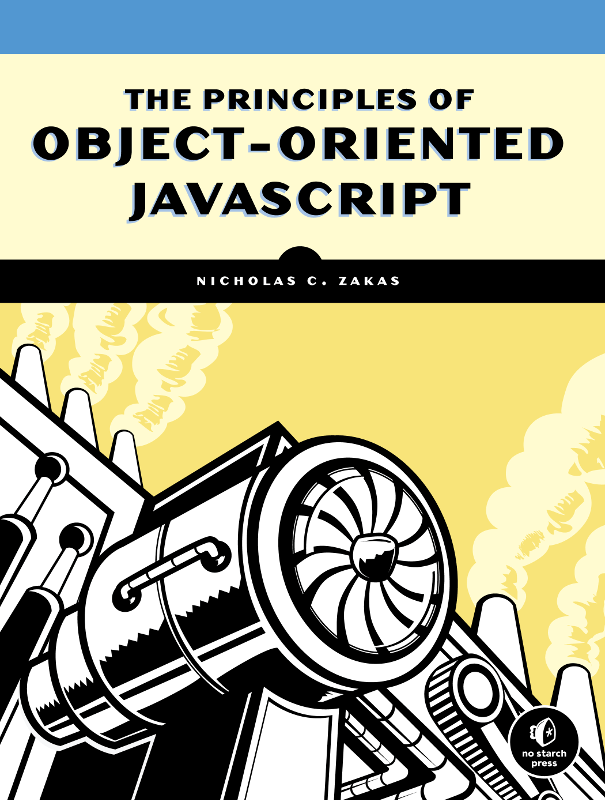 THE PRINCIPLES OF
OBJECT-ORIENTED
JAVASCRIPT
NICHOLAS C. ZAKAS
no starch
press